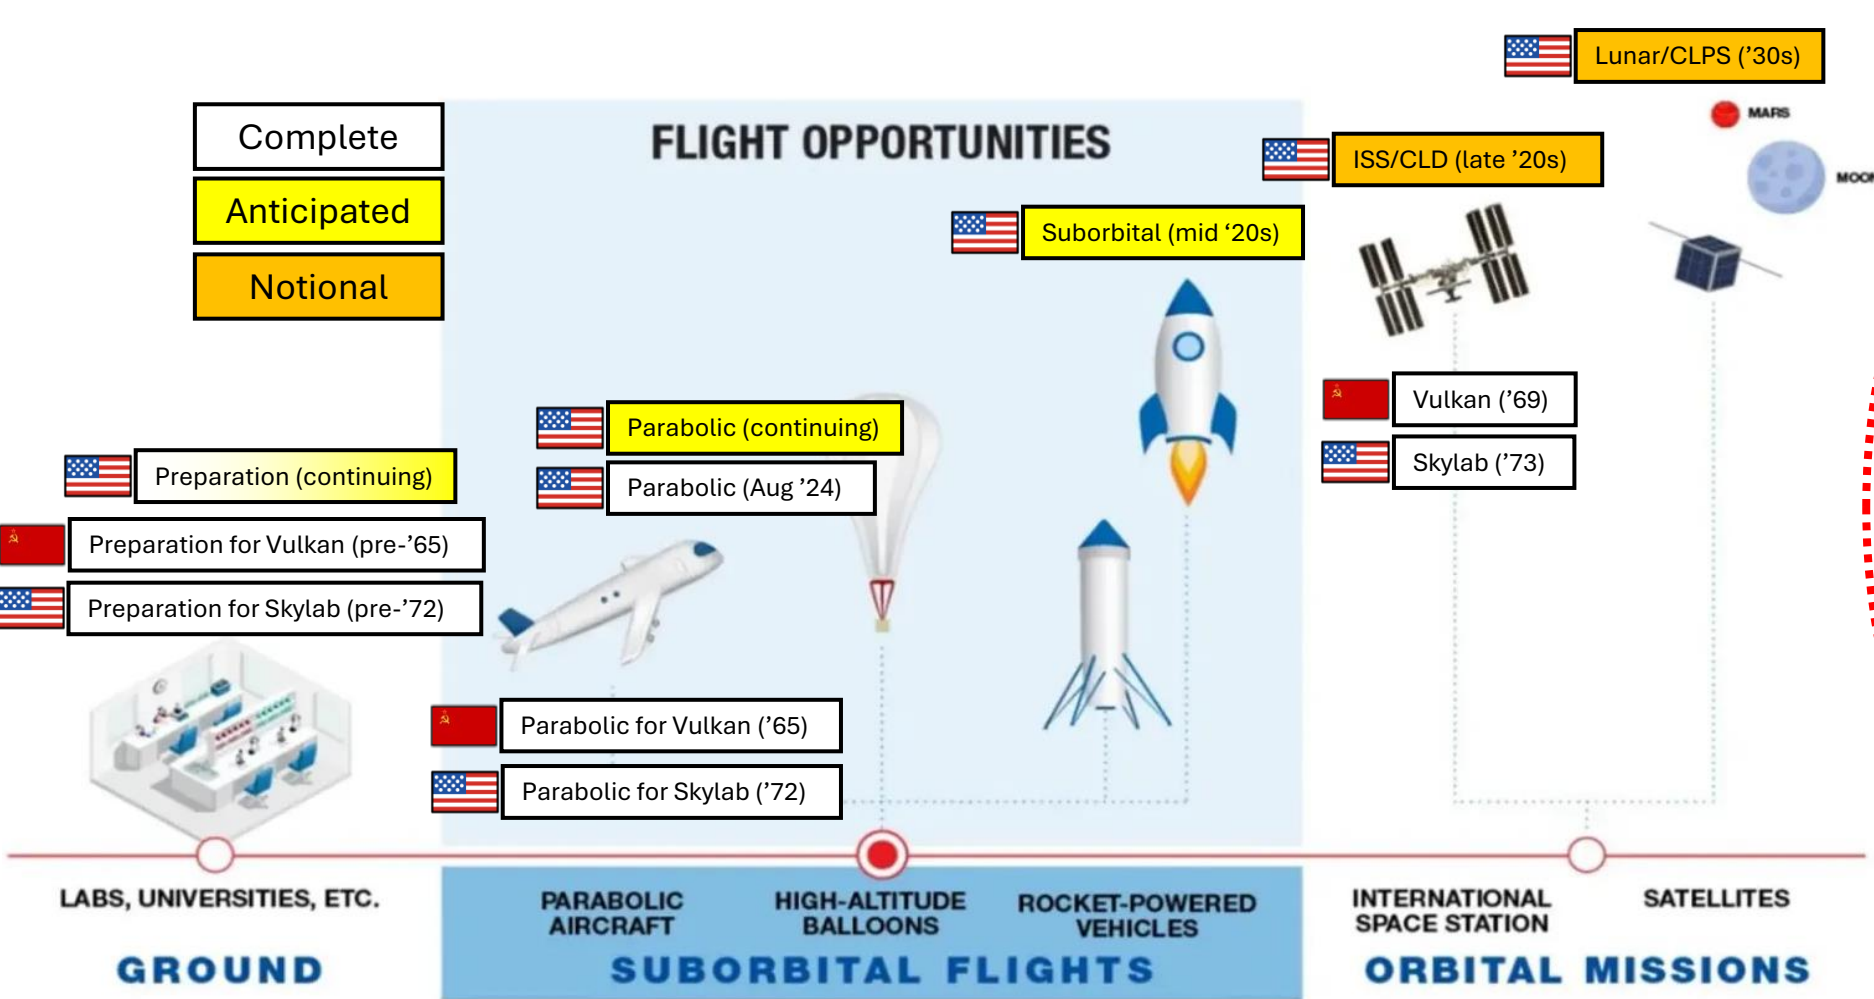 Lunar/CLPS ('30s)
MARS
Complete
FLIGHT OPPORTUNITIES
ISS/CLD (late '20s)
Anticipated
Suborbital (mid ‘20s)
Notional
Vulkan ('69)
Parabolic (continuing)
Skylab ('73)
Preparation (continuing)
Parabolic (Aug '24)
Preparation for Vulkan (pre-'65)
Preparation for Skylab (pre-'72)
Parabolic for Vulkan ('65)
Parabolic for Skylab ('72)
LABS, UNIVERSITIES, ETC.
PARABOLIC
AIRCRAFT
HIGH-ALTITUDE
BALLOONS
ROCKET-POWERED
VEHICLES
INTERNATIONAL
SPACE STATION
SATELLITES
GROUND
SUBORBITAL FLIGHTS
ORBITAL MISSIONS